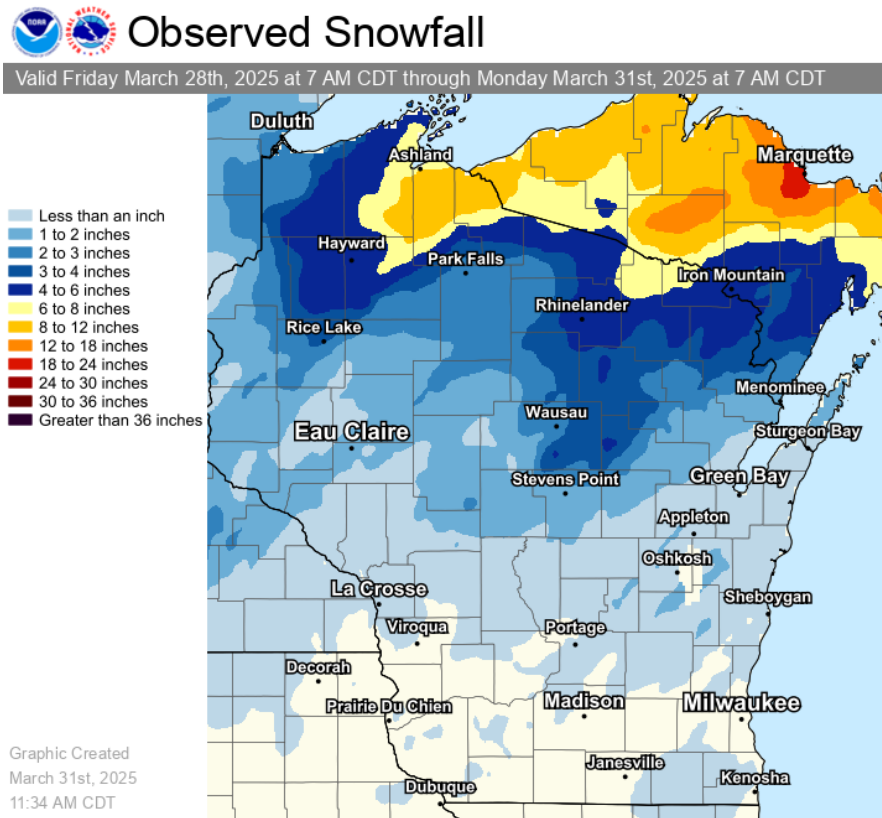 NOAA
NATIONAL WEATHER SERVICE
Observed Snowfall
Valid Friday March 28th, 2025 at 7 AM CDT through Monday March 31st, 2025 at 7 AM CDT
Duluth
Ashland
Marquette
Less than an inch
1 to 2 inches
2 to 3 inches
3 to 4 inches
4 to 6 inches
6 to 8 inches
8 to 12 inches
12 to 18 inches
18 to 24 inches
24 to 30 inches
30 to 36 inches
Greater than 36 inches
Hayward
Park Falls
Iron Mountain
Rhinelander
Rice Lake
Menominee
Wausau
Eau Claire
Sturgeon Bay
Stevens Point
Green Bay
Appleton
Oshkosh
La Crosse
Sheboygan
Viroqua
Portage
Decorah
Prairie Du Chien
Madison
Milwaukee
Janesville
Kenosha
Dubuque
Graphic Created
March 31st, 2025
11:34 AM CDT